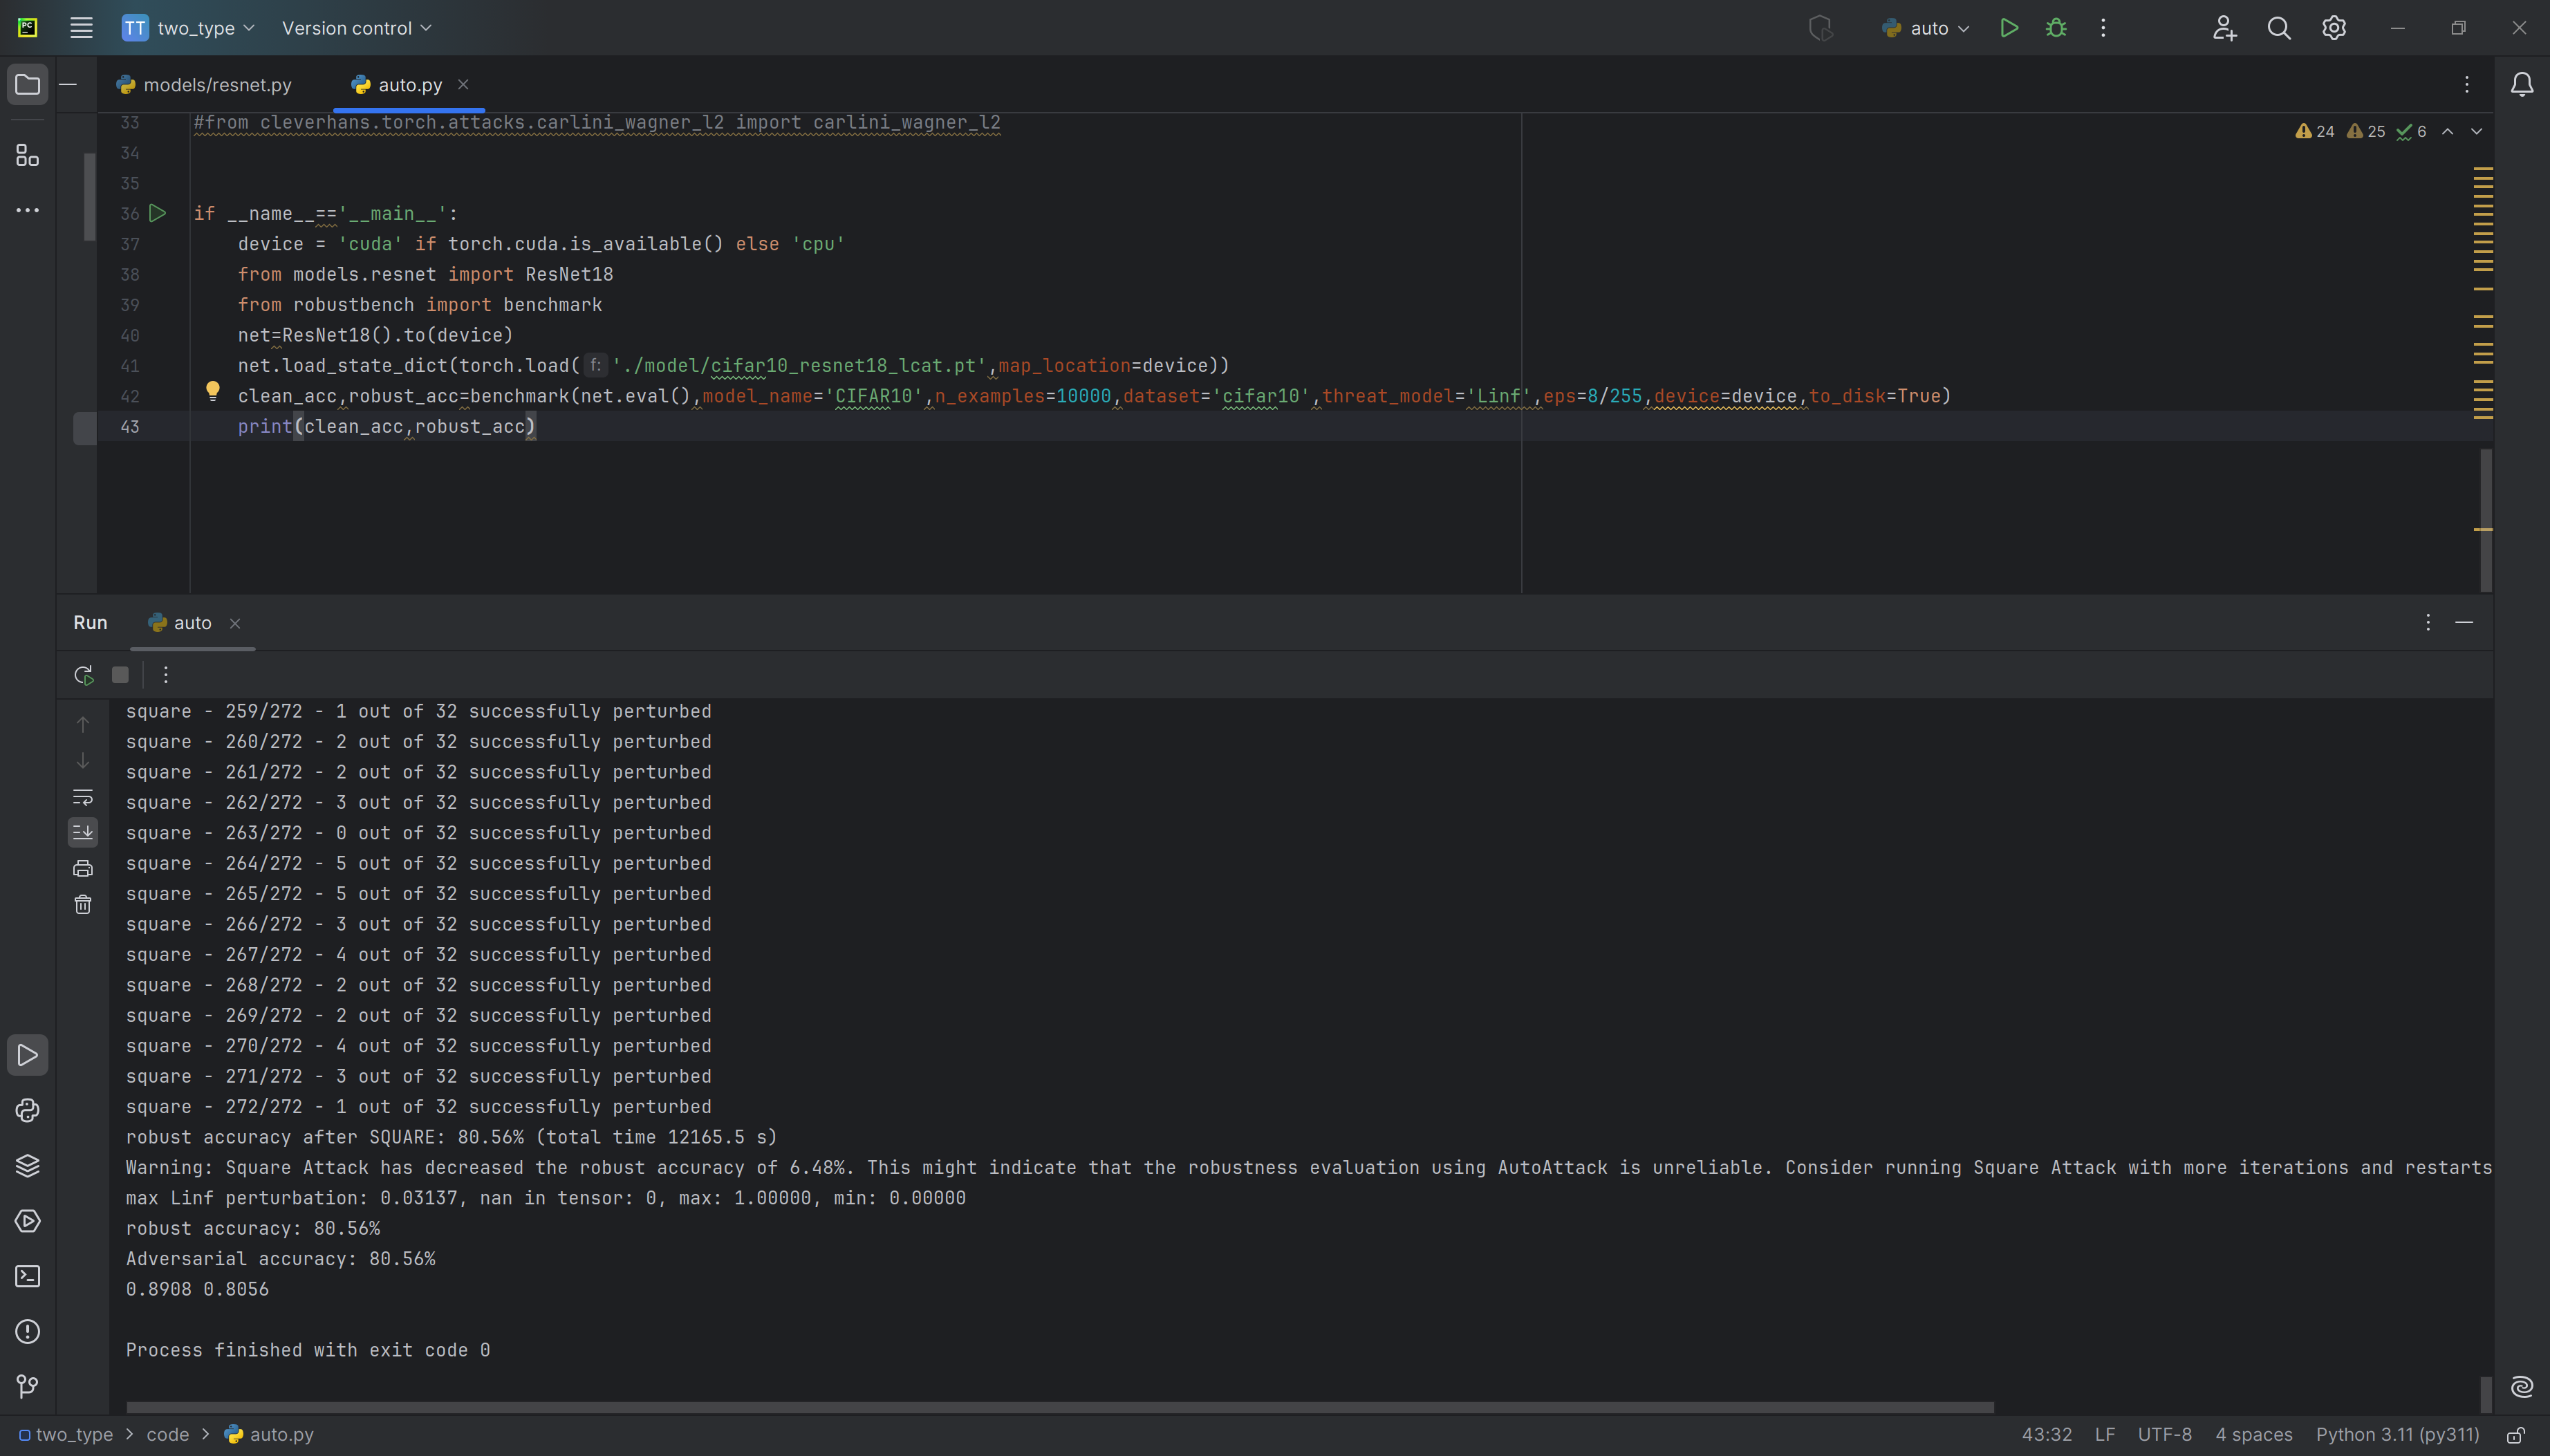 PC
TT two_type Version control auto
models/resnet.py auto.py
33 #from cleverhans.torch.attacks.carlini_wagner_l2 import carlini_wagner_l2
24 25 6
34
35
36 if __name__=='__main__':
37 device = 'cuda' if torch.cuda.is_available() else 'cpu'
38 from models.resnet import ResNet18
39 from robustbench import benchmark
40 net=ResNet18().to(device)
41 net.load_state_dict(torch.load( f: './model/cifar10_resnet18_lcat.pt',map_location=device))
42 clean_acc,robust_acc=benchmark(net.eval(),model_name='CIFAR10',n_examples=10000,dataset='cifar10',threat_model='Linf',eps=8/255,device=device,to_disk=True)
43 print(clean_acc,robust_acc)
Run auto
square - 259/272 - 1 out of 32 successfully perturbed
square - 260/272 - 2 out of 32 successfully perturbed
square - 261/272 - 2 out of 32 successfully perturbed
square - 262/272 - 3 out of 32 successfully perturbed
square - 263/272 - 0 out of 32 successfully perturbed
square - 264/272 - 5 out of 32 successfully perturbed
square - 265/272 - 5 out of 32 successfully perturbed
square - 266/272 - 3 out of 32 successfully perturbed
square - 267/272 - 4 out of 32 successfully perturbed
square - 268/272 - 2 out of 32 successfully perturbed
square - 269/272 - 2 out of 32 successfully perturbed
square - 270/272 - 4 out of 32 successfully perturbed
square - 271/272 - 3 out of 32 successfully perturbed
square - 272/272 - 1 out of 32 successfully perturbed
robust accuracy after SQUARE: 80.56% (total time 12165.5 s)
Warning: Square Attack has decreased the robust accuracy of 6.48%. This might indicate that the robustness evaluation using AutoAttack is unreliable. Consider running Square Attack with more iterations and restarts
max Linf perturbation: 0.03137, nan in tensor: 0, max: 1.00000, min: 0.00000
robust accuracy: 80.56%
Adversarial accuracy: 80.56%
0.8908 0.8056
Process finished with exit code 0
two_type > code > auto.py 43:32 LF UTF-8 4 spaces Python 3.11 (py311)